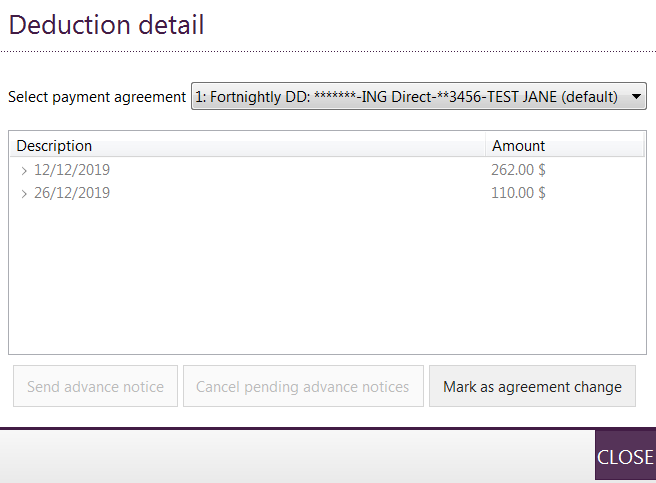 Deduction detail
Select payment agreement 1: Fortnightly DD: *******-ING Direct-**3456-TEST JANE (default)
Description Amount
12/12/2019 262.00 $
26/12/2019 110.00 $
Send advance notice Cancel pending advance notices Mark as agreement change
CLOSE